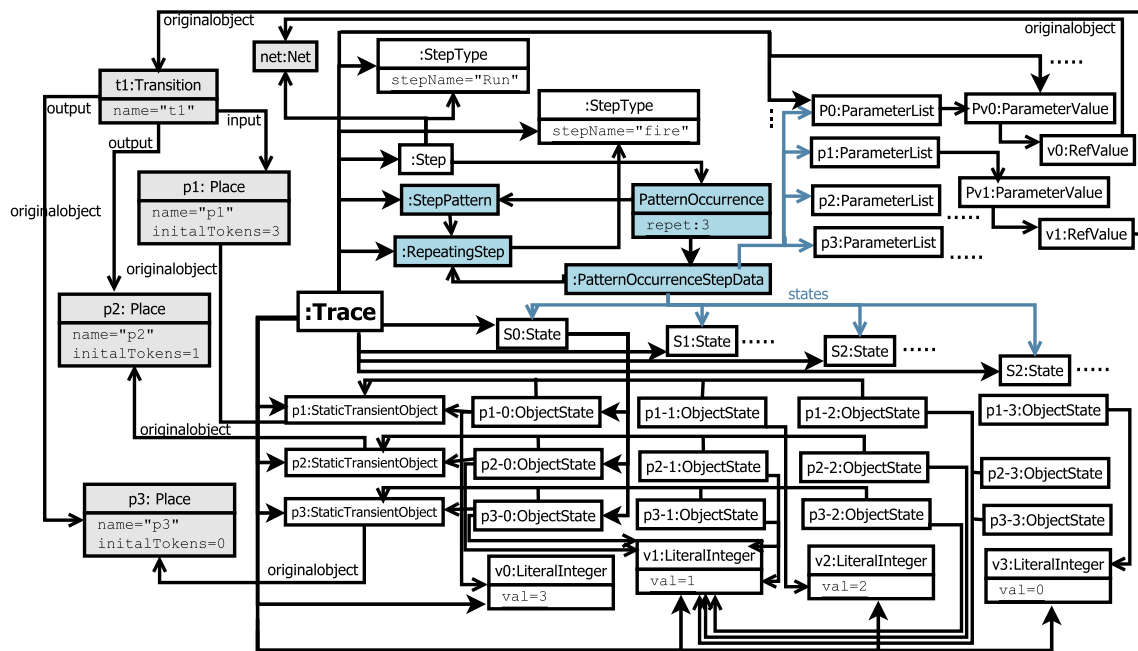 originalobject
originalobject
net:Net
:StepType
stepName="Run"
t1:Transition
name="t1"
:StepType
stepName="fire"
P0:ParameterList
Pv0:ParameterValue
output
input
output
:Step
p1:ParameterList
v0:RefValue
p1: Place
name="p1"
initalTokens=3
:StepPattern
PatternOccurrence
repet:3
p2:ParameterList
Pv1:ParameterValue
originalobject
:RepeatingStep
p3:ParameterList
v1:RefValue
originalobject
:PatternOccurrenceStepData
states
p2: Place
name="p2"
initalTokens=1
:Trace
S0:State
S1:State
S2:State
S2:State
p1:StaticTransientObject
p1-0:ObjectState
p1-1:ObjectState
p1-2:ObjectState
p1-3:ObjectState
originalobject
p2:StaticTransientObject
p2-0:ObjectState
p2-1:ObjectState
p2-2:ObjectState
p2-3:ObjectState
p3: Place
name="p3"
initalTokens=0
p3:StaticTransientObject
p3-0:ObjectState
p3-1:ObjectState
p3-2:ObjectState
p3-3:ObjectState
originalobject
v0:LiteralInteger
val=3
v1:LiteralInteger
val=1
v2:LiteralInteger
val=2
v3:LiteralInteger
val=0